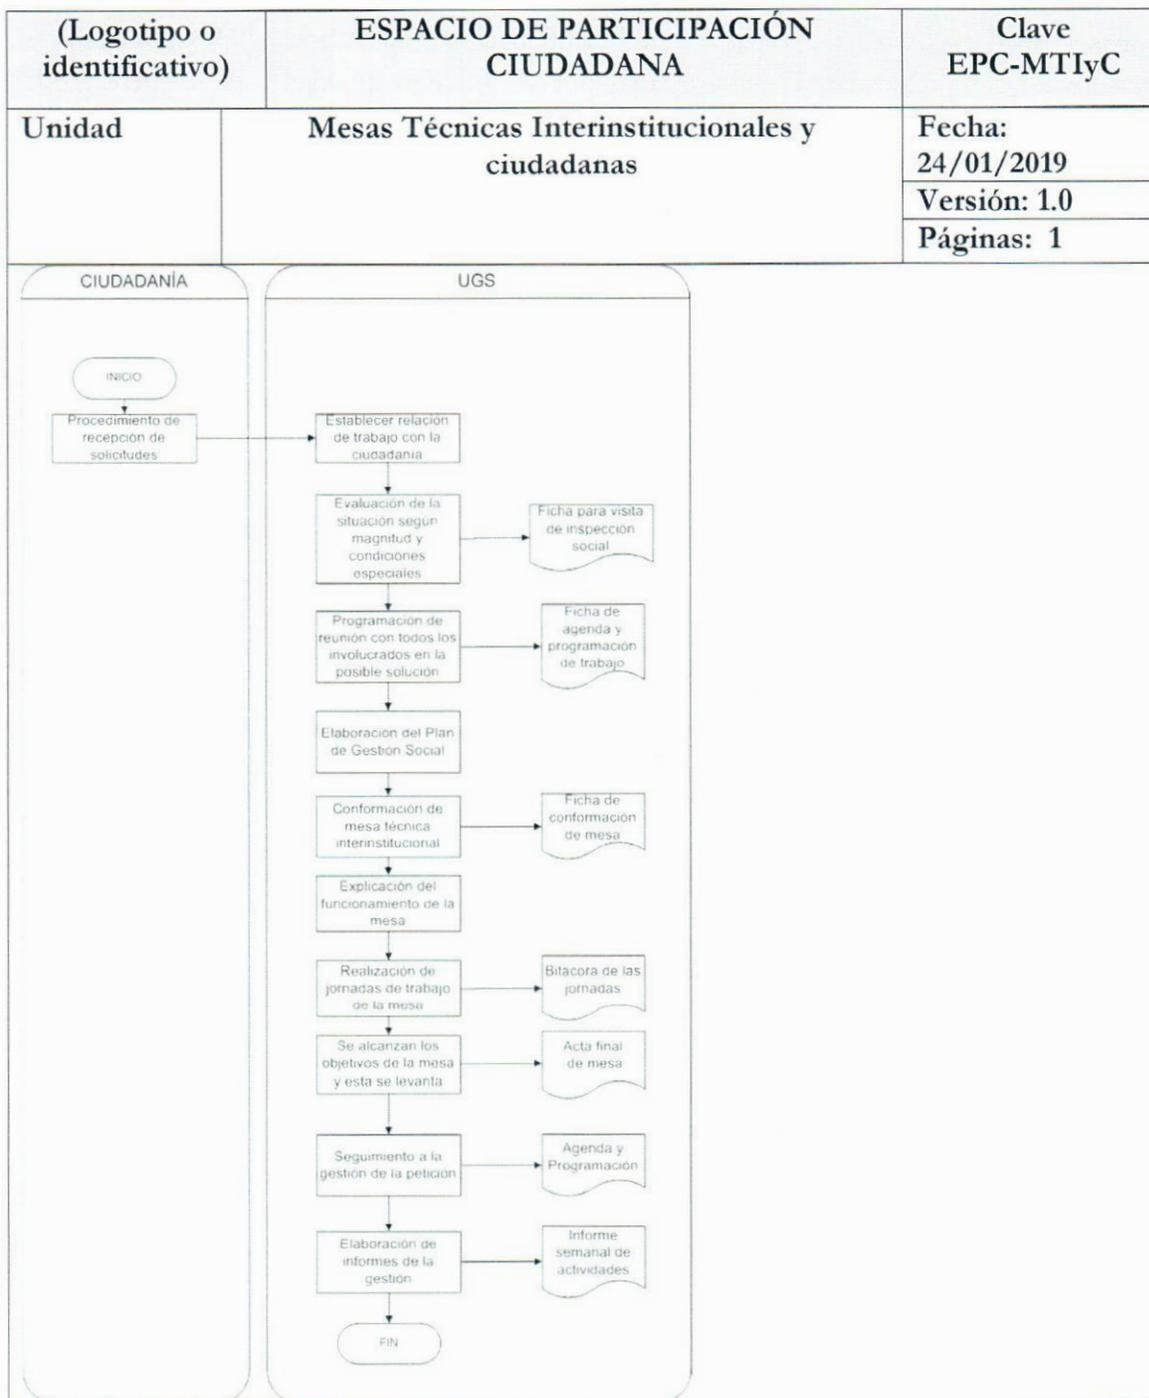 (Logotipo o
identificativo)
ESPACIO DE PARTICIPACIÓN
CIUDADANA
Clave
EPC-MTIyC
Unidad
Mesas Técnicas Interinstitucionales y
ciudadanas
Fecha:
24/01/2019
Versión: 1.0
Páginas: 1
CIUDADANÍA
UGS
INICIO
Procedimiento de
recepción de
solicitudes
Establecer relación
de trabajo con la
ciudadanía
Evaluación de la
situación según
magnitud y
condiciones
especiales
Ficha para visita
de inspección
social
Programación de
reunión con todos los
involucrados en la
posible solución
Ficha de
agenda y
programación
de trabajo
Elaboración del Plan
de Gestión Social
Conformación de
mesa técnica
interinstitucional
Ficha de
conformación
de mesa
Explicación del
funcionamiento de la
mesa
Realización de
jornadas de trabajo
de la mesa
Bitácora de las
jornadas
Se alcanzan los
objetivos de la mesa
y esta se levanta
Acta final
de mesa
Seguimiento a la
gestión de la petición
Agenda y
Programación
Elaboración de
informes de la
gestión
Informe
semanal de
actividades
FIN